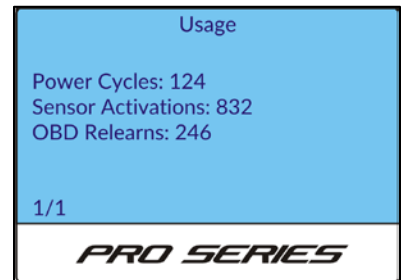 Usage
Power Cycles: 124
Sensor Activations: 832
OBD Relearns: 246
1/1
PRO SERIES